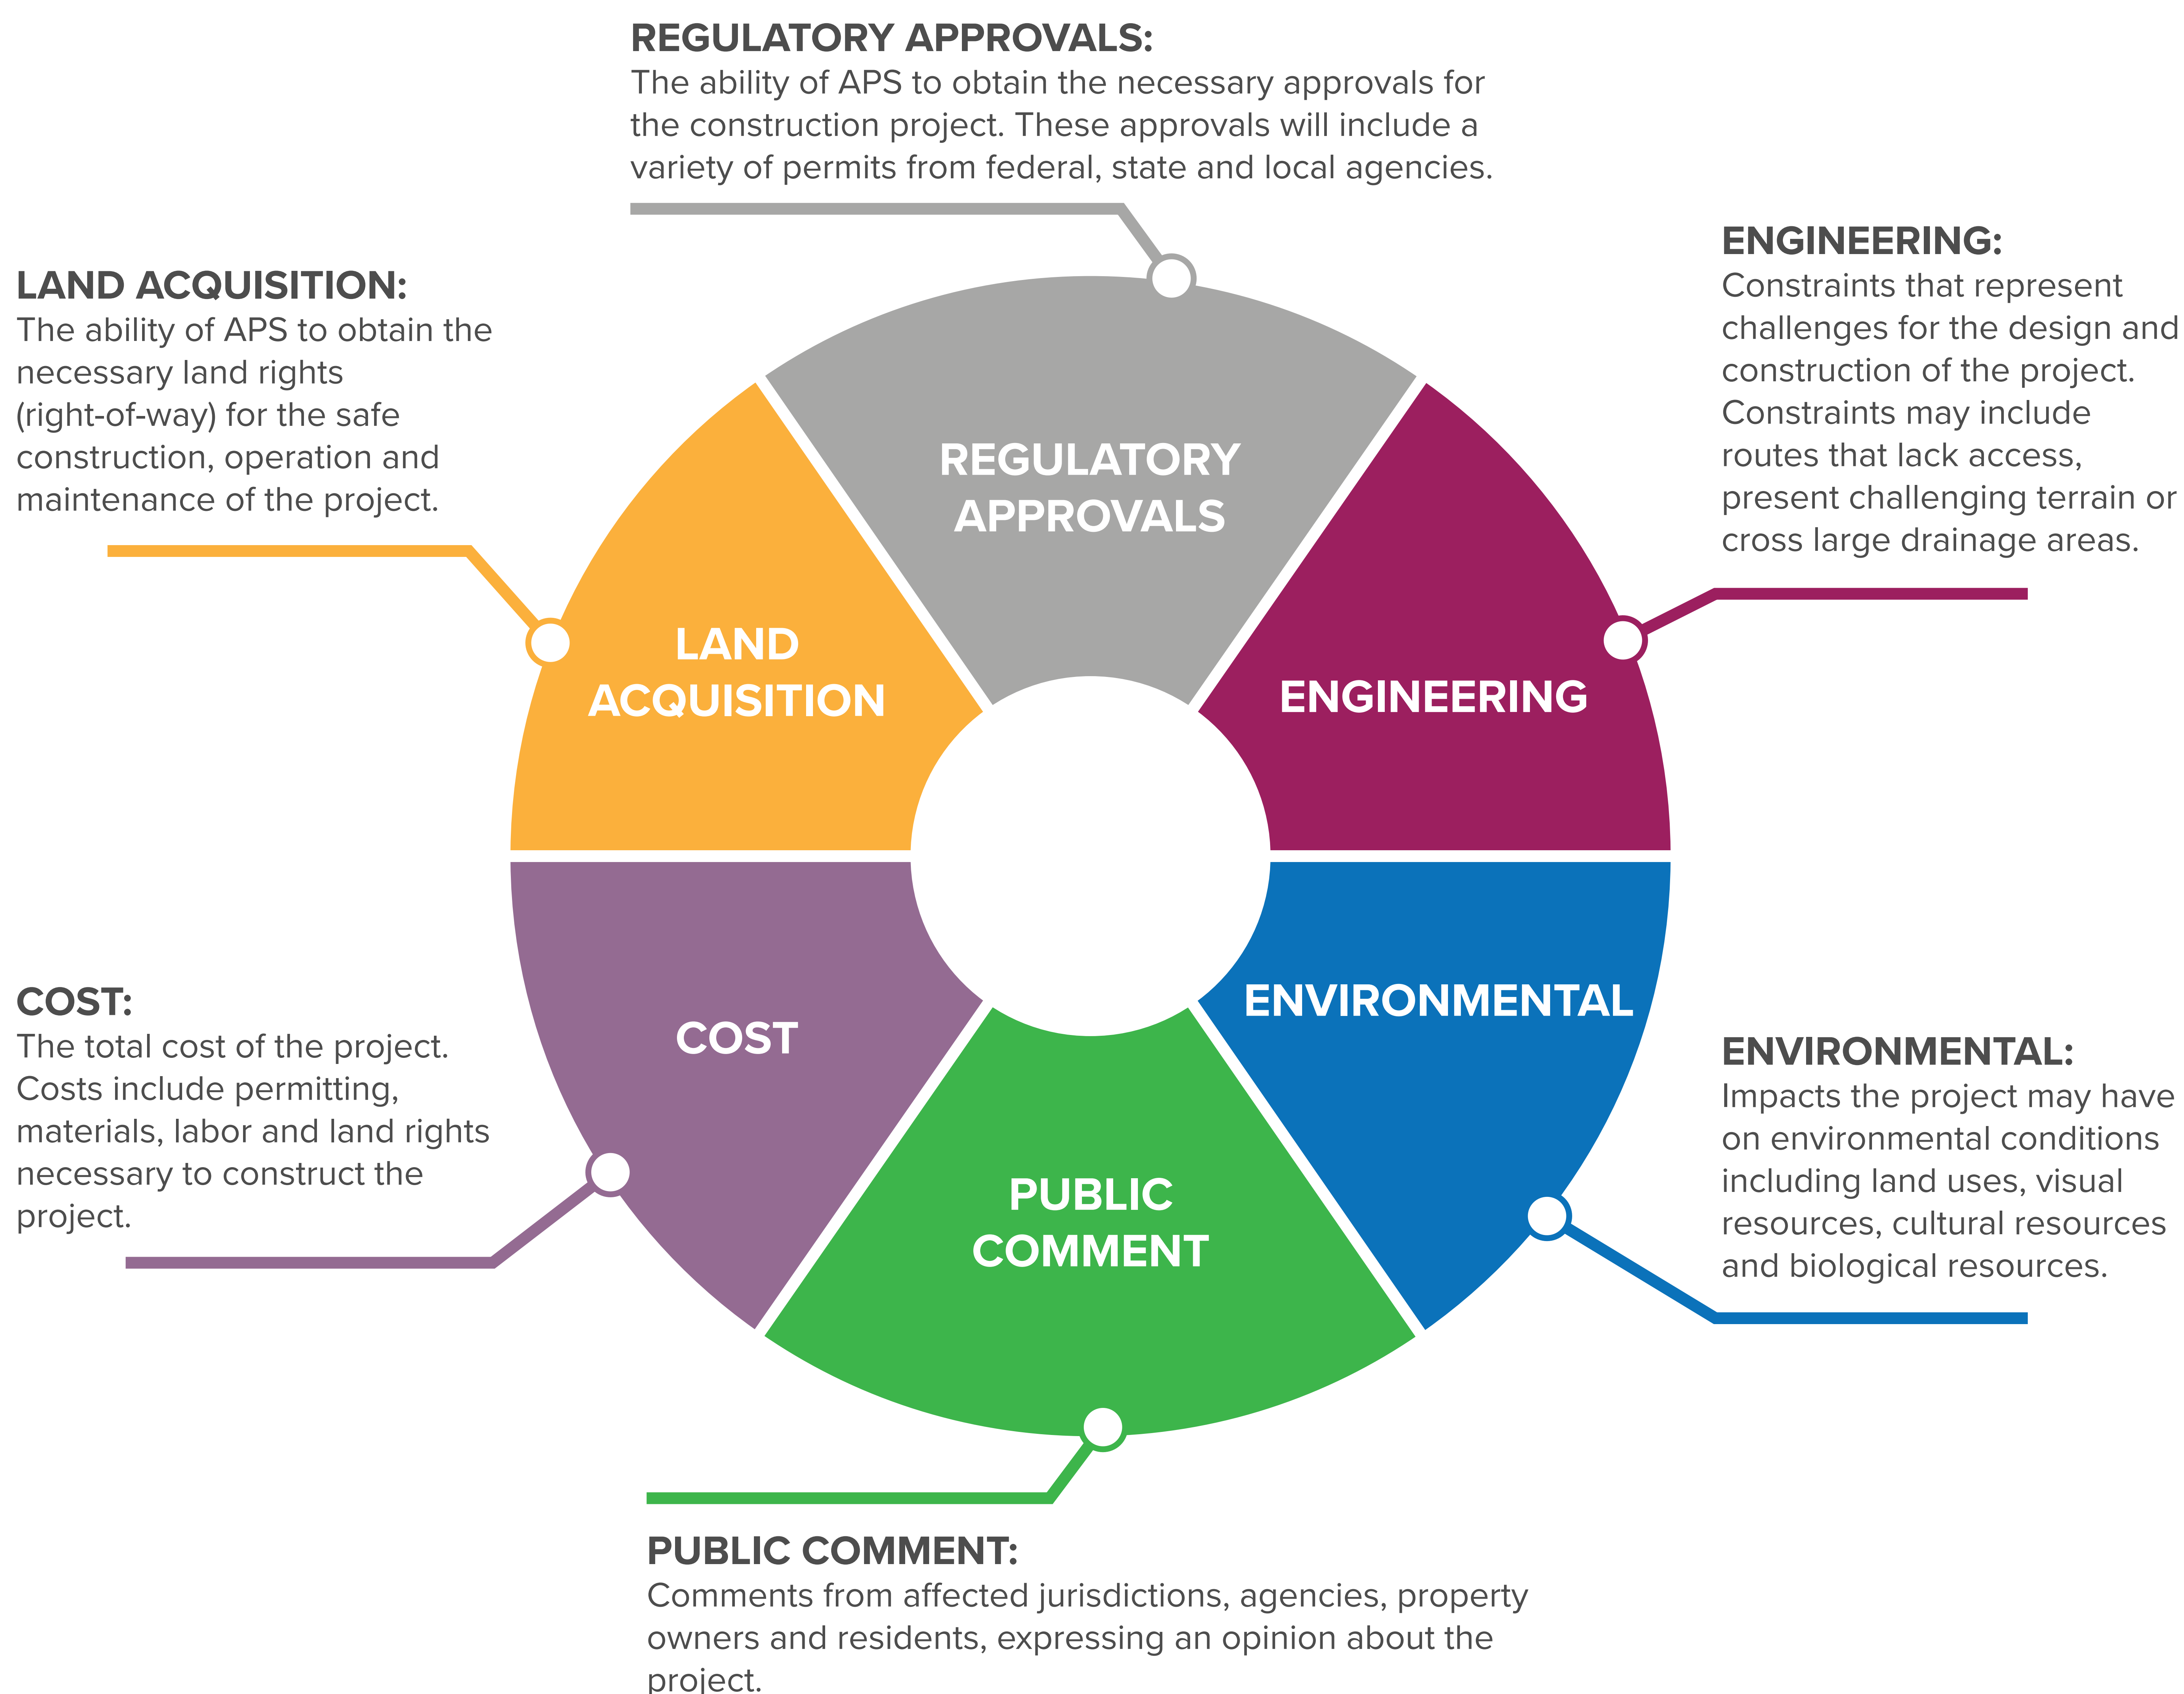 REGULATORY APPROVALS:
The ability of APS to obtain the necessary approvals for
the construction project. These approvals will include a
variety of permits from federal, state and local agencies.
ENGINEERING:
Constraints that represent
challenges for the design and
construction of the project.
Constraints may include
routes that lack access,
present challenging terrain or
cross large drainage areas.
LAND ACQUISITION:
The ability of APS to obtain the
necessary land rights
(right-of-way) for the safe
construction, operation and
maintenance of the project.
REGULATORY
APPROVALS
LAND
ACQUISITION
ENGINEERING
COST
ENVIRONMENTAL
PUBLIC
COMMENT
COST:
The total cost of the project.
Costs include permitting,
materials, labor and land rights
necessary to construct the
project.
ENVIRONMENTAL:
Impacts the project may have
on environmental conditions
including land uses, visual
resources, cultural resources
and biological resources.
PUBLIC COMMENT:
Comments from affected jurisdictions, agencies, property
owners and residents, expressing an opinion about the
project.